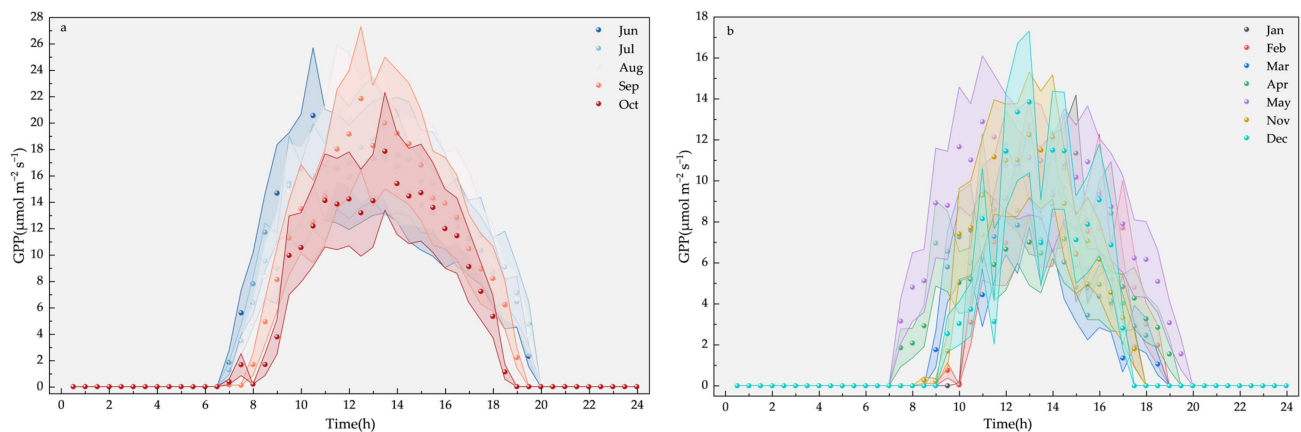 a
28
26
24
22
20
18
16
14
12
10
8
6
4
2
0
GPP(μmol m⁻² s⁻¹)
Jun
Jul
Aug
Sep
Oct
0 2 4 6 8 10 12 14 16 18 20 22 24
Time(h)
b
18
16
14
12
10
8
6
4
2
0
GPP(μmol m⁻² s⁻¹)
Jan
Feb
Mar
Apr
May
Nov
Dec
0 2 4 6 8 10 12 14 16 18 20 22 24
Time(h)